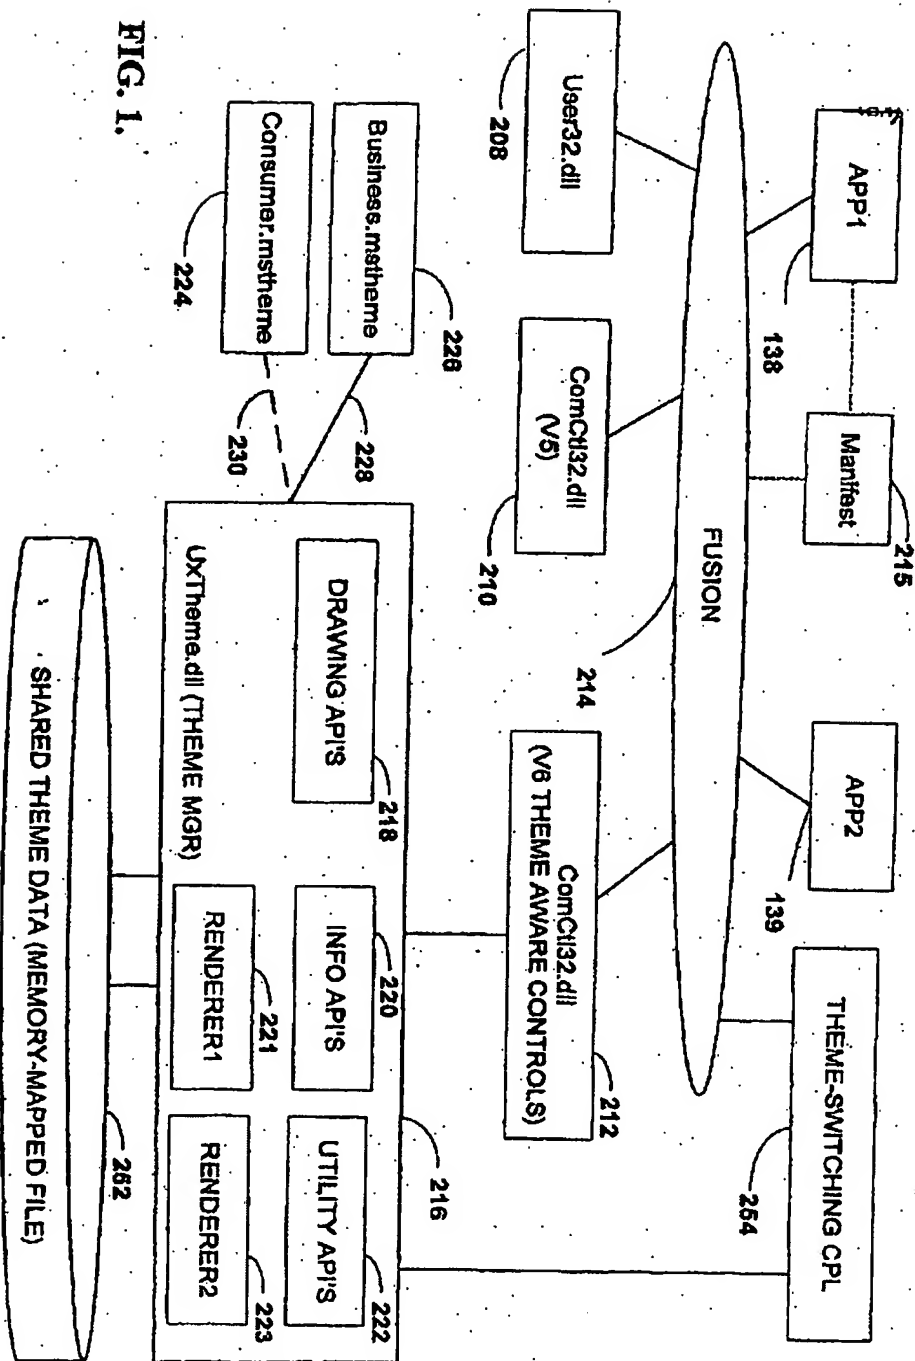 APP1
138
Manifest
215
APP2
139
THEME-SWITCHING CPL
254
FUSION
214
User32.dll
208
ComCtl32.dll
(V5)
210
ComCtl32.dll
(V6 THEME AWARE CONTROLS)
212
Business.mstheme
226
228
Consumer.mstheme
224
230
DRAWING API'S
218
INFO API'S
220
UTILITY API'S
222
216
UxTheme.dll (THEME MGR)
RENDERER1
221
RENDERER2
223
252
SHARED THEME DATA (MEMORY-MAPPED FILE)
FIG. 1.